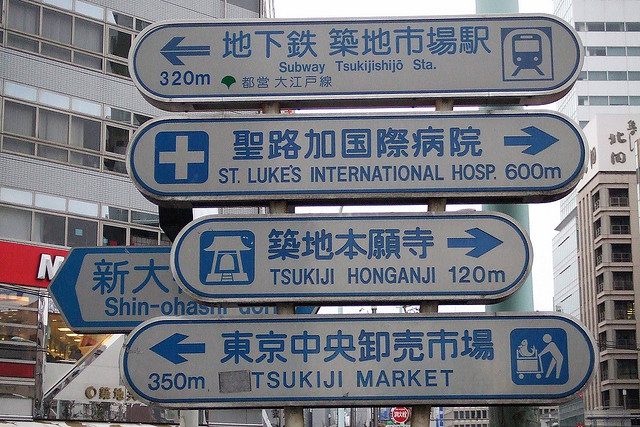 地下鉄 築地市場駅
Subway Tsukijishijō Sta.
320m 都営 大江戸線
聖路加国際病院
ST. LUKE'S INTERNATIONAL HOSP. 600m
築地本願寺
TSUKIJI HONGANJI 120m
新大
Shin-ohashi
東京中央卸売市場
350m TSUKIJI MARKET
M